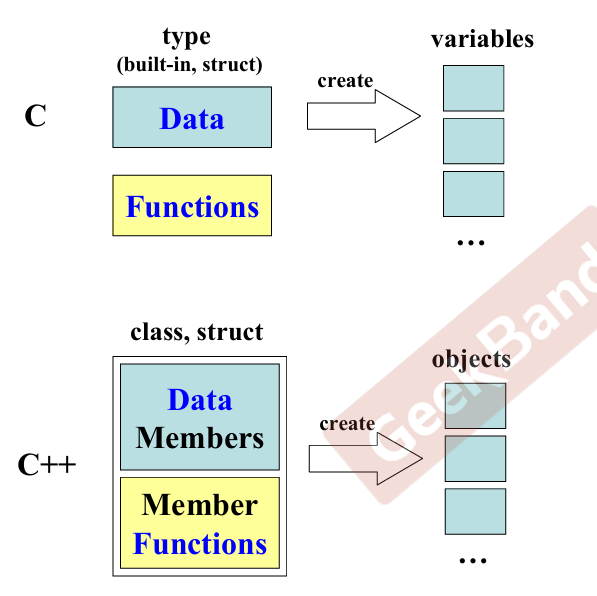 type
(built-in, struct)
variables
C
Data
create
Functions
...
class, struct
objects
C++
Data
Members
create
Member
Functions
...
GeekBand